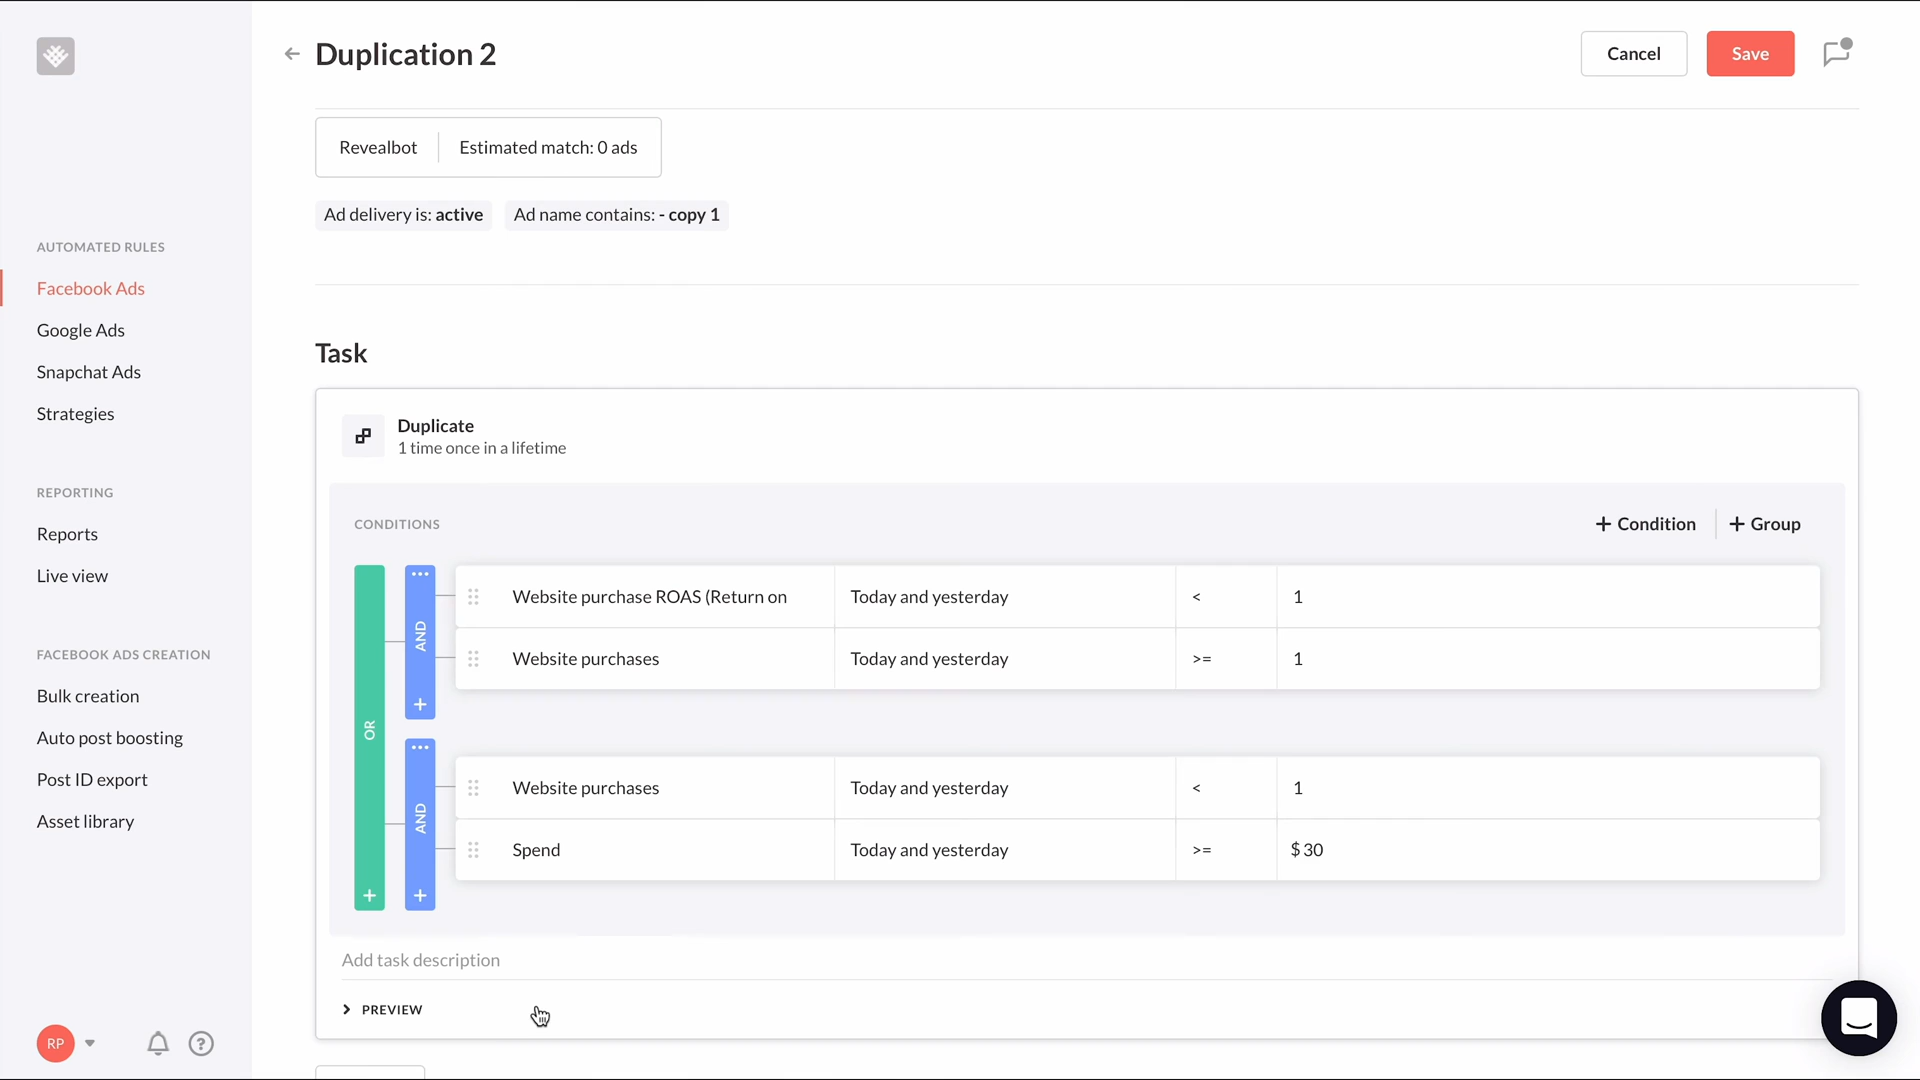 Duplication 2
Cancel
Save
Revealbot
Estimated match: 0 ads
Ad delivery is: active
Ad name contains: - copy 1
AUTOMATED RULES
Facebook Ads
Google Ads
Snapchat Ads
Strategies
REPORTING
Reports
Live view
FACEBOOK ADS CREATION
Bulk creation
Auto post boosting
Post ID export
Asset library
RP
Task
Duplicate
1 time once in a lifetime
CONDITIONS
+ Condition
+ Group
OR
AND
Website purchase ROAS (Return on
Today and yesterday
<
1
Website purchases
Today and yesterday
>=
1
AND
Website purchases
Today and yesterday
<
1
Spend
Today and yesterday
>=
$ 30
Add task description
PREVIEW